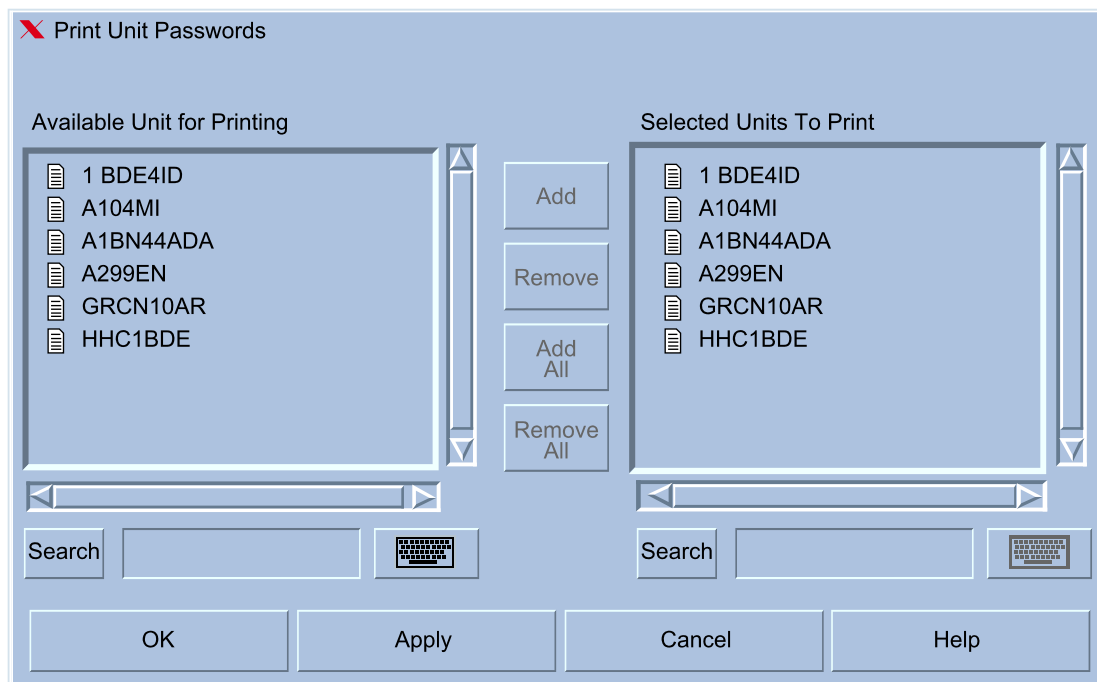 Print Unit Passwords
Available Unit for Printing
1 BDE4ID
A104MI
A1BN44ADA
A299EN
GRCN10AR
HHC1BDE
Add
Remove
Add
All
Remove
All
Selected Units To Print
1 BDE4ID
A104MI
A1BN44ADA
A299EN
GRCN10AR
HHC1BDE
Search
Search
OK
Apply
Cancel
Help